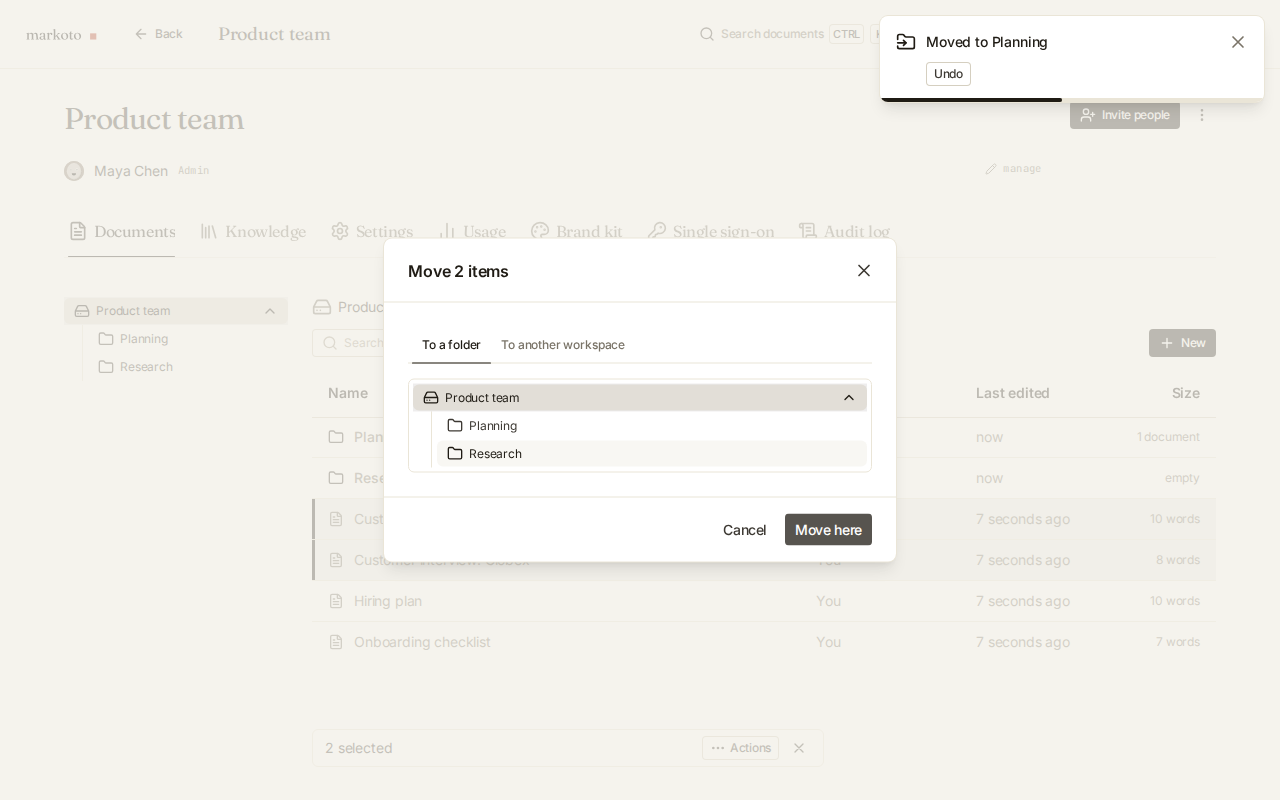 markoto
Back
Product team
Search documents CTRL
Moved to Planning
Undo
Product team
Invite people
Maya Chen Admin
manage
Documents Knowledge Settings Usage Brand kit Single sign-on Audit log
Move 2 items
Product team
Planning
Research
To a folder To another workspace
Product team
Planning
Research
Cancel Move here
New
Name Last edited Size
now 1 document
now empty
7 seconds ago 10 words
7 seconds ago 8 words
Hiring plan You 7 seconds ago 10 words
Onboarding checklist You 7 seconds ago 7 words
2 selected Actions